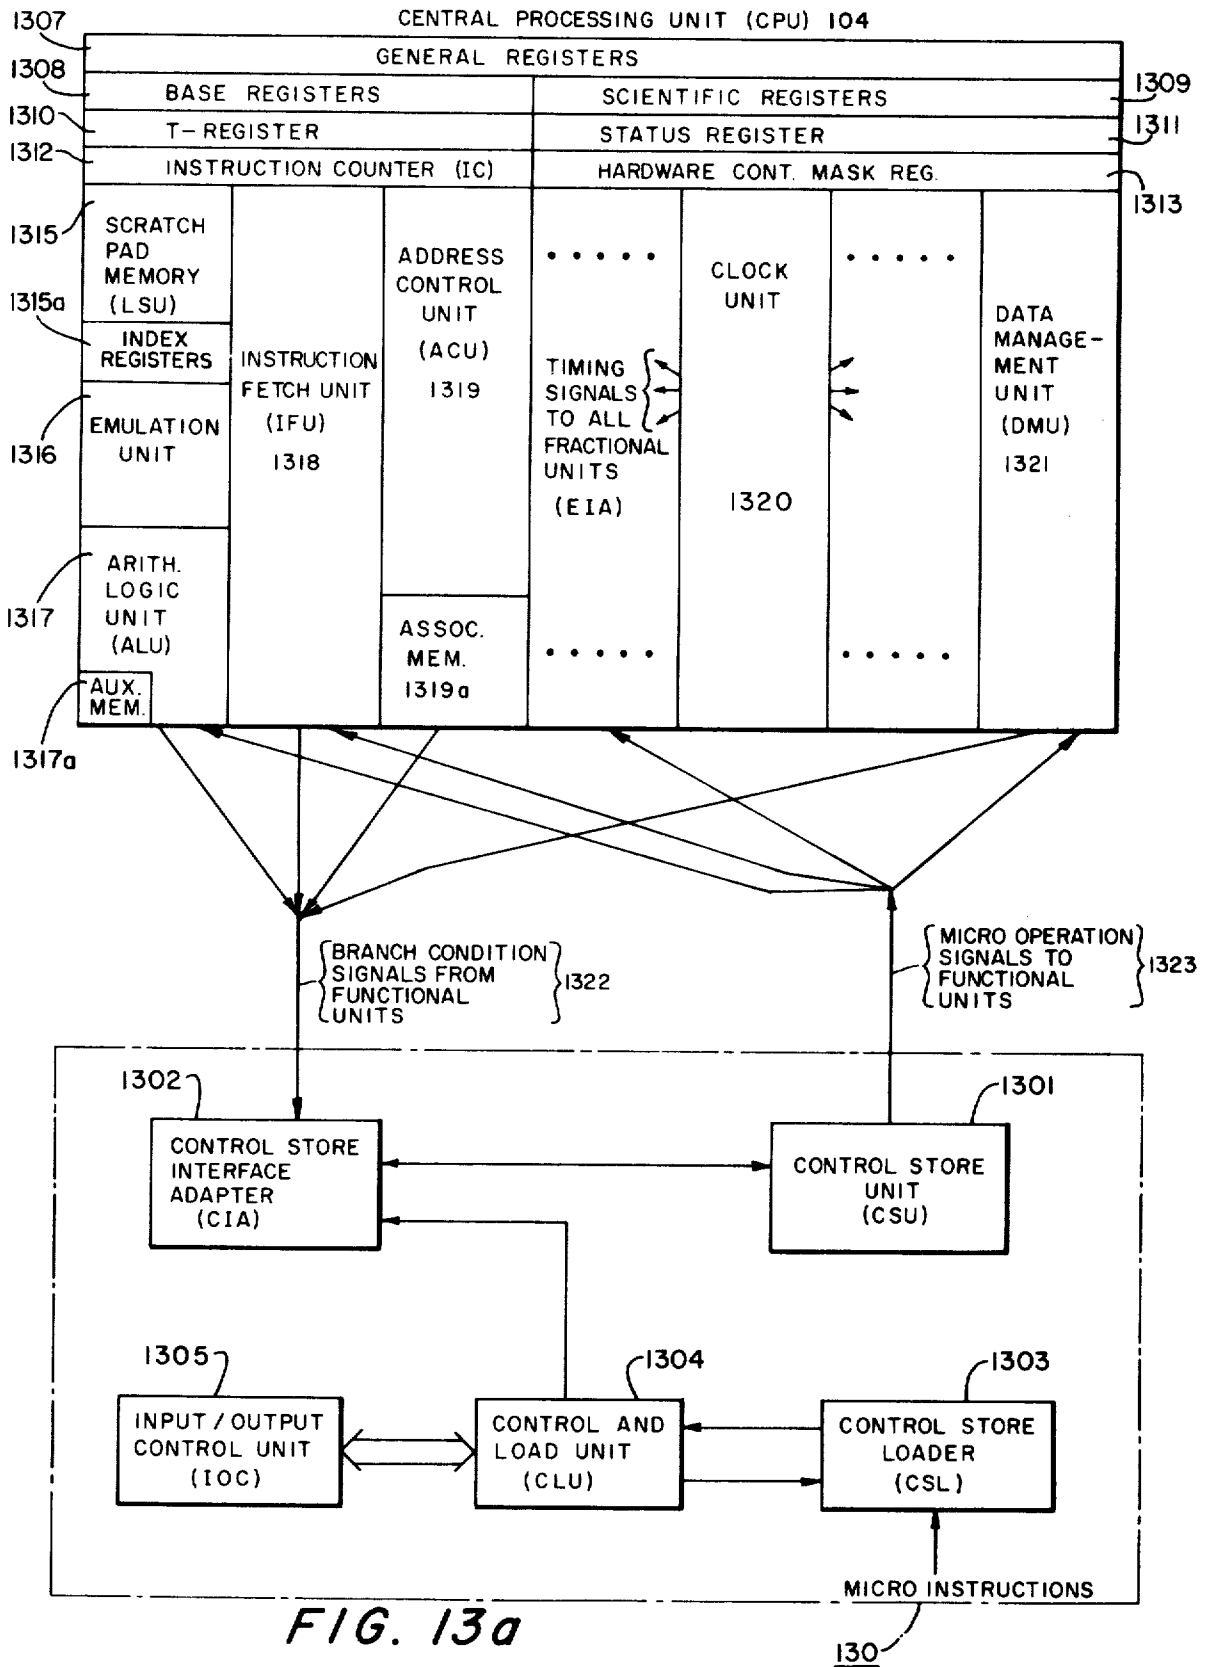 CENTRAL PROCESSING UNIT (CPU) 104
1307
GENERAL REGISTERS
1308
BASE REGISTERS
SCIENTIFIC REGISTERS
1309
1310
T-REGISTER
STATUS REGISTER
1311
1312
INSTRUCTION COUNTER (IC)
HARDWARE CONT. MASK REG.
1313
1315
SCRATCH
PAD
MEMORY
(LSU)
1315a
INDEX
REGISTERS
1316
EMULATION
UNIT
1317
ARITH.
LOGIC
UNIT
(ALU)
AUX.
MEM.
1317a
INSTRUCTION
FETCH UNIT
(IFU)
1318
ADDRESS
CONTROL
UNIT
(ACU)
1319
ASSOC.
MEM.
1319a
.....
TIMING
SIGNALS
TO ALL
FRACTIONAL
UNITS
(EIA)
.....
CLOCK
UNIT
1320
.....
.....
DATA
MANAGE-
MENT
UNIT
(DMU)
1321
BRANCH CONDITION
SIGNALS FROM
FUNCTIONAL
UNITS
1322
MICRO OPERATION
SIGNALS TO
FUNCTIONAL
UNITS
1323
1302
CONTROL STORE
INTERFACE
ADAPTER
(CIA)
1301
CONTROL STORE
UNIT
(CSU)
1305
INPUT/OUTPUT
CONTROL UNIT
(IOC)
1304
CONTROL AND
LOAD UNIT
(CLU)
1303
CONTROL STORE
LOADER
(CSL)
MICRO INSTRUCTIONS
130
FIG. 13a